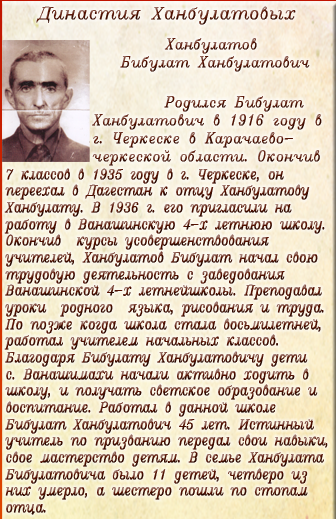 Династия Ханбулатовых
Ханбулатов
Бибулат Ханбулатович
Родился Бибулат
Ханбулатович в 1916 году в
г. Черкеске в Карачаево-
черкеской области. Окончив
7 классов в 1935 году в г. Черкеске, он
переехал в Дагестан к отцу Ханбулатову
Ханбулату. В 1936 г. его пригласили на
работу в Ванашинскую 4-х летнюю школу.
Окончив курсы усовершенствования
учителей, Ханбулатов Бибулат начал свою
трудовую деятельность с заведования
Ванашинской 4-х летнейшколы. Преподавал
уроки родного языка, рисования и труда.
По позже когда школа стала восьмилетней,
работал учителем начальных классов.
Благодаря Бибулату Ханбулатовичу дети
с. Ванашимахи начали активно ходить в
школу, и получать светское образование и
воспитание. Работал в данной школе
Бибулат Ханбулатович 45 лет. Истинный
учитель по призванию передал свои навыки,
свое мастерство детям. В семье Ханбулата
Бибулатовича было 11 детей, четверо из
них умерло, а шестеро пошли по стопам
отца.